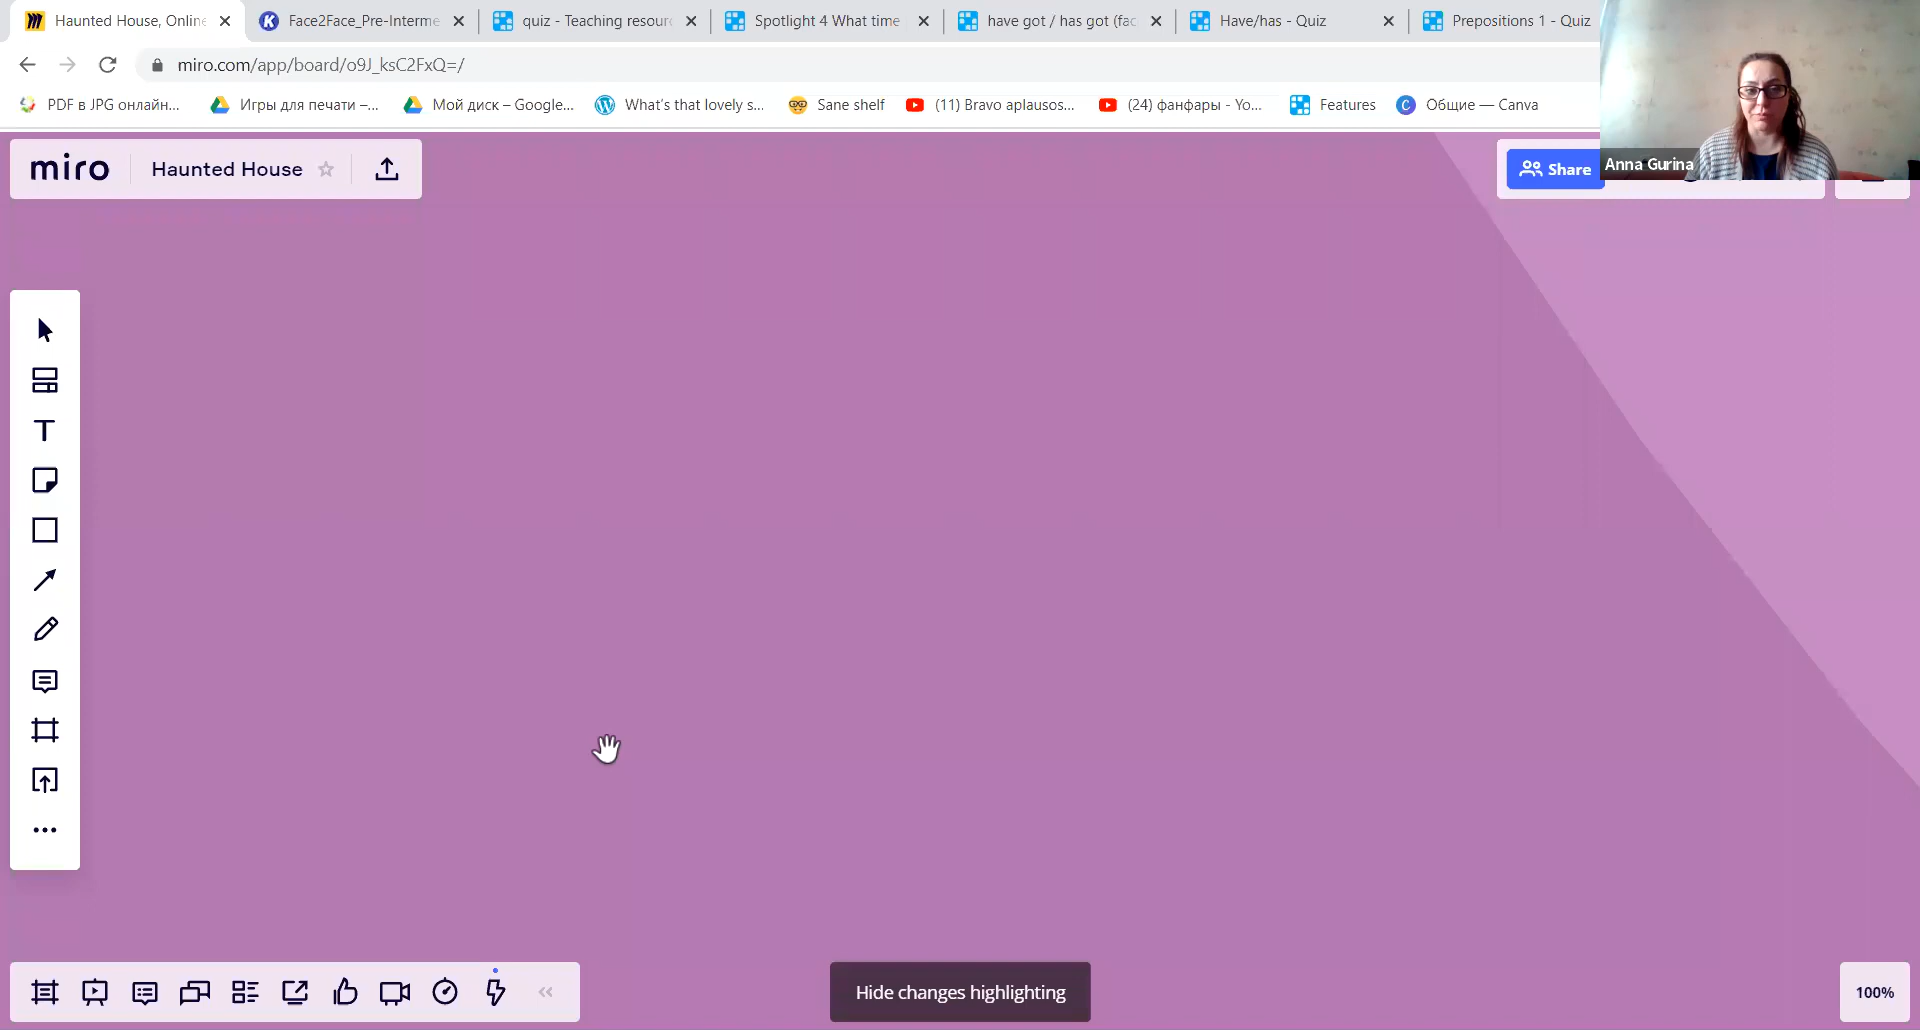 Haunted House, Online
Face2Face_Pre-Interme
quiz - Teaching resour
Spotlight 4 What time
have got / has got (fac
Have/has - Quiz
Prepositions 1 - Quiz
miro.com/app/board/o9J_ksC2FxQ=/
PDF в JPG онлайн...
Игры для печати –...
Мой диск – Google...
What's that lovely s...
Sane shelf
(11) Bravo aplausos...
(24) фанфары - Yo...
Features
Общие — Canva
miro
Haunted House
Share
Anna Gurina
Hide changes highlighting
100%